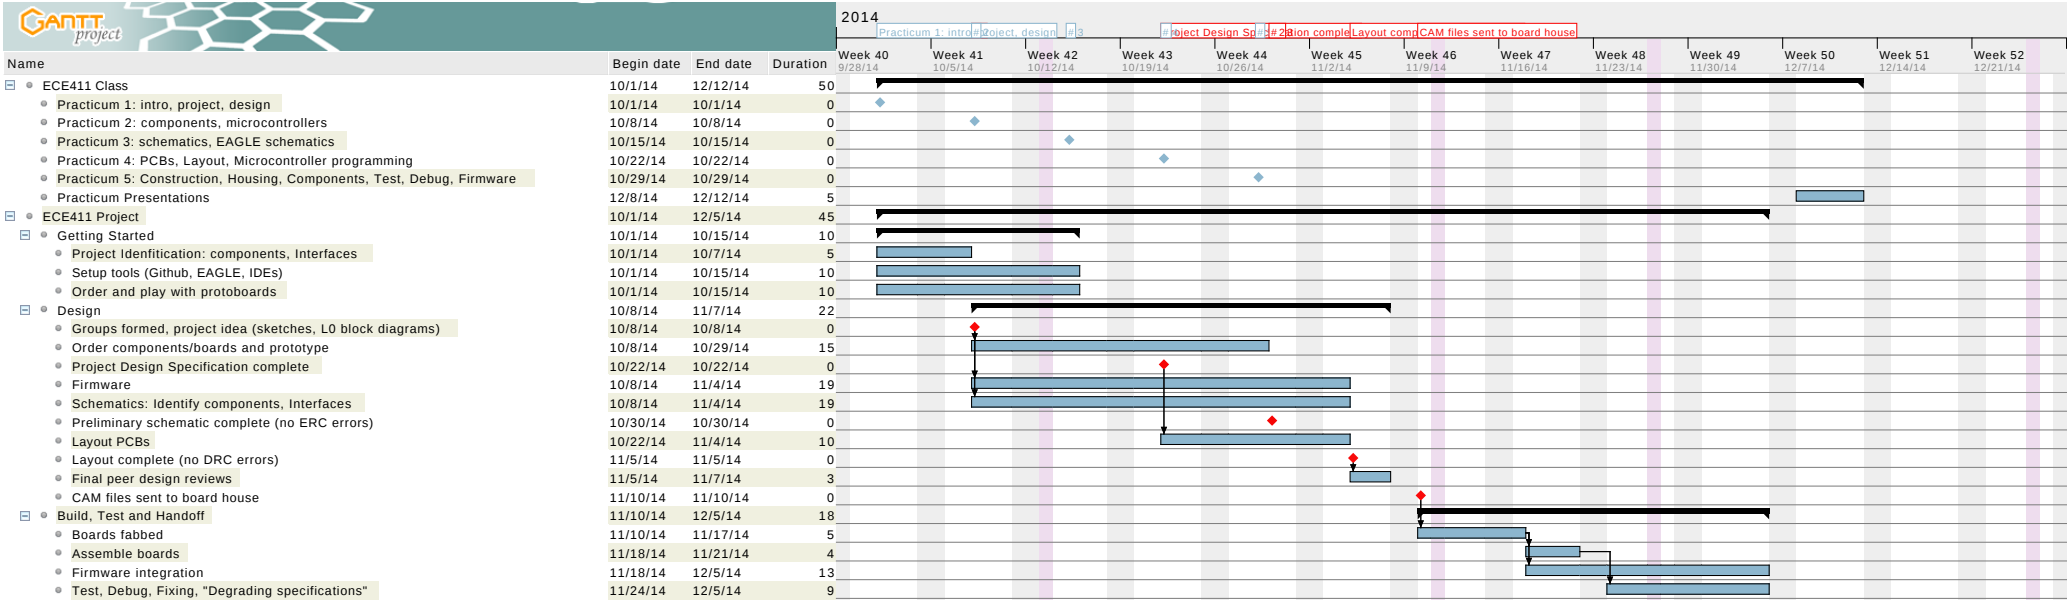 GANTT project
2014
Practicum 1: intro
# 2
oject, design
# 3
#
oject Design Sp
#
# 28
tion comple
Layout comp
CAM files sent to board house
Name Begin date End date Duration
Week 40 Week 41 Week 42 Week 43 Week 44 Week 45 Week 46 Week 47 Week 48 Week 49 Week 50 Week 51 Week 52
9/28/14 10/5/14 10/12/14 10/19/14 10/26/14 11/2/14 11/9/14 11/16/14 11/23/14 11/30/14 12/7/14 12/14/14 12/21/14
ECE411 Class 10/1/14 12/12/14 50
Practicum 1: intro, project, design 10/1/14 10/1/14 0
Practicum 2: components, microcontrollers 10/8/14 10/8/14 0
Practicum 3: schematics, EAGLE schematics 10/15/14 10/15/14 0
Practicum 4: PCBs, Layout, Microcontroller programming 10/22/14 10/22/14 0
Practicum 5: Construction, Housing, Components, Test, Debug, Firmware 10/29/14 10/29/14 0
Practicum Presentations 12/8/14 12/12/14 5
ECE411 Project 10/1/14 12/5/14 45
Getting Started 10/1/14 10/15/14 10
Project Idenfitication: components, Interfaces 10/1/14 10/7/14 5
Setup tools (Github, EAGLE, IDEs) 10/1/14 10/15/14 10
Order and play with protoboards 10/1/14 10/15/14 10
Design 10/8/14 11/7/14 22
Groups formed, project idea (sketches, L0 block diagrams) 10/8/14 10/8/14 0
Order components/boards and prototype 10/8/14 10/29/14 15
Project Design Specification complete 10/22/14 10/22/14 0
Firmware 10/8/14 11/4/14 19
Schematics: Identify components, Interfaces 10/8/14 11/4/14 19
Preliminary schematic complete (no ERC errors) 10/30/14 10/30/14 0
Layout PCBs 10/22/14 11/4/14 10
Layout complete (no DRC errors) 11/5/14 11/5/14 0
Final peer design reviews 11/5/14 11/7/14 3
CAM files sent to board house 11/10/14 11/10/14 0
Build, Test and Handoff 11/10/14 12/5/14 18
Boards fabbed 11/10/14 11/17/14 5
Assemble boards 11/18/14 11/21/14 4
Firmware integration 11/18/14 12/5/14 13
Test, Debug, Fixing, "Degrading specifications" 11/24/14 12/5/14 9